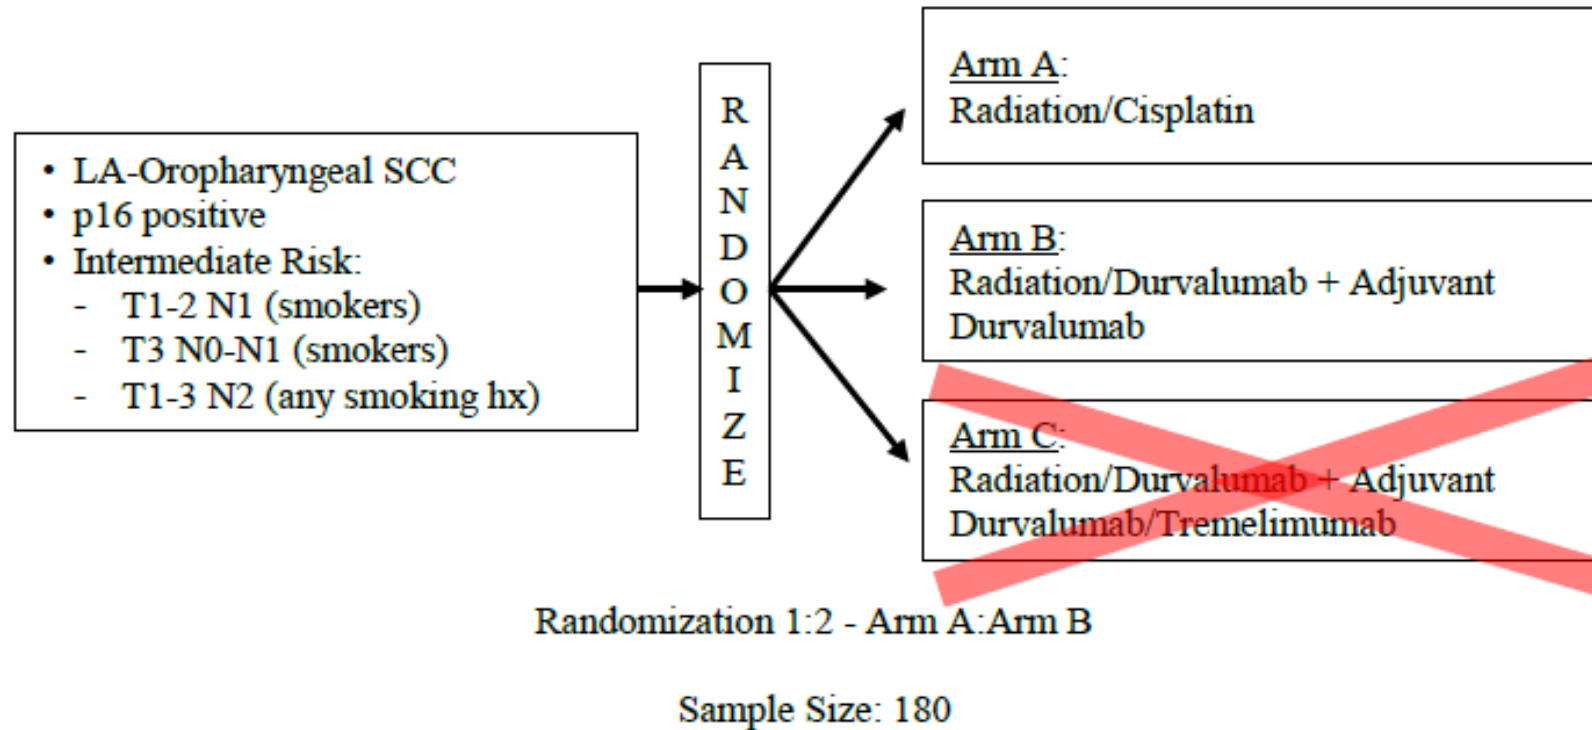 • LA-Oropharyngeal SCC
• p16 positive
• Intermediate Risk:
- T1-2 N1 (smokers)
- T3 N0-N1 (smokers)
- T1-3 N2 (any smoking hx)
R
A
N
D
O
M
I
Z
E
Arm A:
Radiation/Cisplatin
Arm B:
Radiation/Durvalumab + Adjuvant
Durvalumab
Arm C:
Radiation/Durvalumab + Adjuvant
Durvalumab/Tremelimumab
Randomization 1:2 - Arm A:Arm B
Sample Size: 180